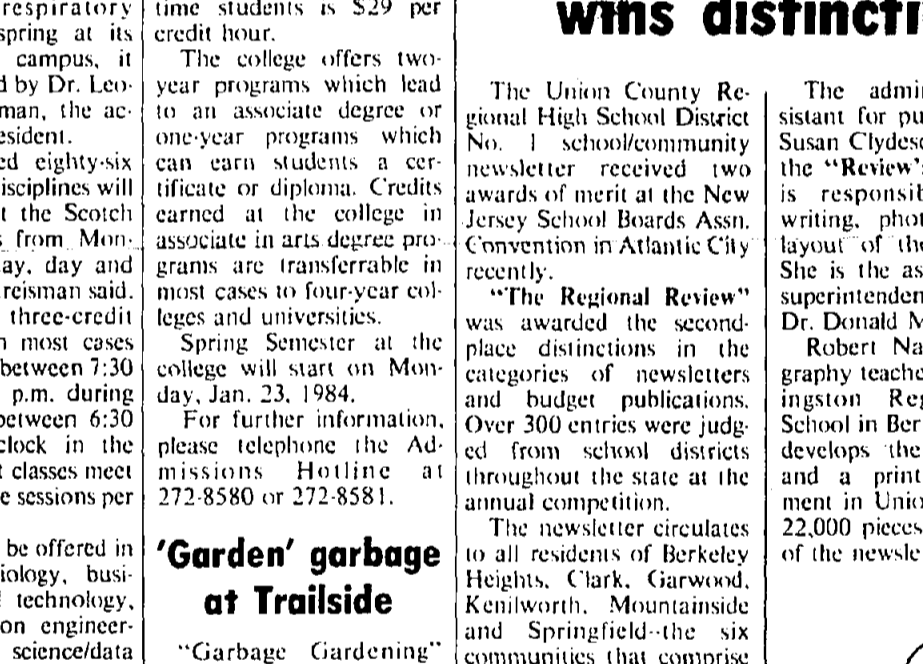 respiratory
spring at its
campus, it
d by Dr. Leo-
man, the ac-
esident.
ed eighty-six
isciplines will
t the Scotch
s from Mon-
ay, day and
reisman said.
three-credit
n most cases
between 7:30
p.m. during
between 6:30
clock in the
t classes meet
e sessions per
be offered in
iology, busi-
technology,
on engineer-
science/data
time students is $29 per
credit hour.
The college offers two-
year programs which lead
to an associate degree or
one-year programs which
can earn students a cer-
tificate or diploma. Credits
earned at the college in
associate in arts degree pro-
grams are transferrable in
most cases to four-year col-
leges and universities.
Spring Semester at the
college will start on Mon-
day, Jan. 23, 1984.
For further information,
please telephone the Ad-
missions Hotline at
272-8580 or 272-8581.
'Garden' garbage
at Trailside
"Garbage Gardening"
wins distincti
The Union County Re-
gional High School District
No. 1 school/community
newsletter received two
awards of merit at the New
Jersey School Boards Assn.
Convention in Atlantic City
recently.
"The Regional Review"
was awarded the second-
place distinctions in the
categories of newsletters
and budget publications.
Over 300 entries were judg-
ed from school districts
throughout the state at the
annual competition.
The newsletter circulates
to all residents of Berkeley
Heights, Clark, Garwood,
Kenilworth, Mountainside
and Springfield--the six
communities that comprise
The admi
sistant for pu
Susan Clydes
the "Review"
is responsi
writing, phot
layout of the
She is the as
superintenden
Dr. Donald M
Robert Na
graphy teache
ingston Reg
School in Ber
develops the
and a print
ment in Unio
22,000 pieces
of the newsle